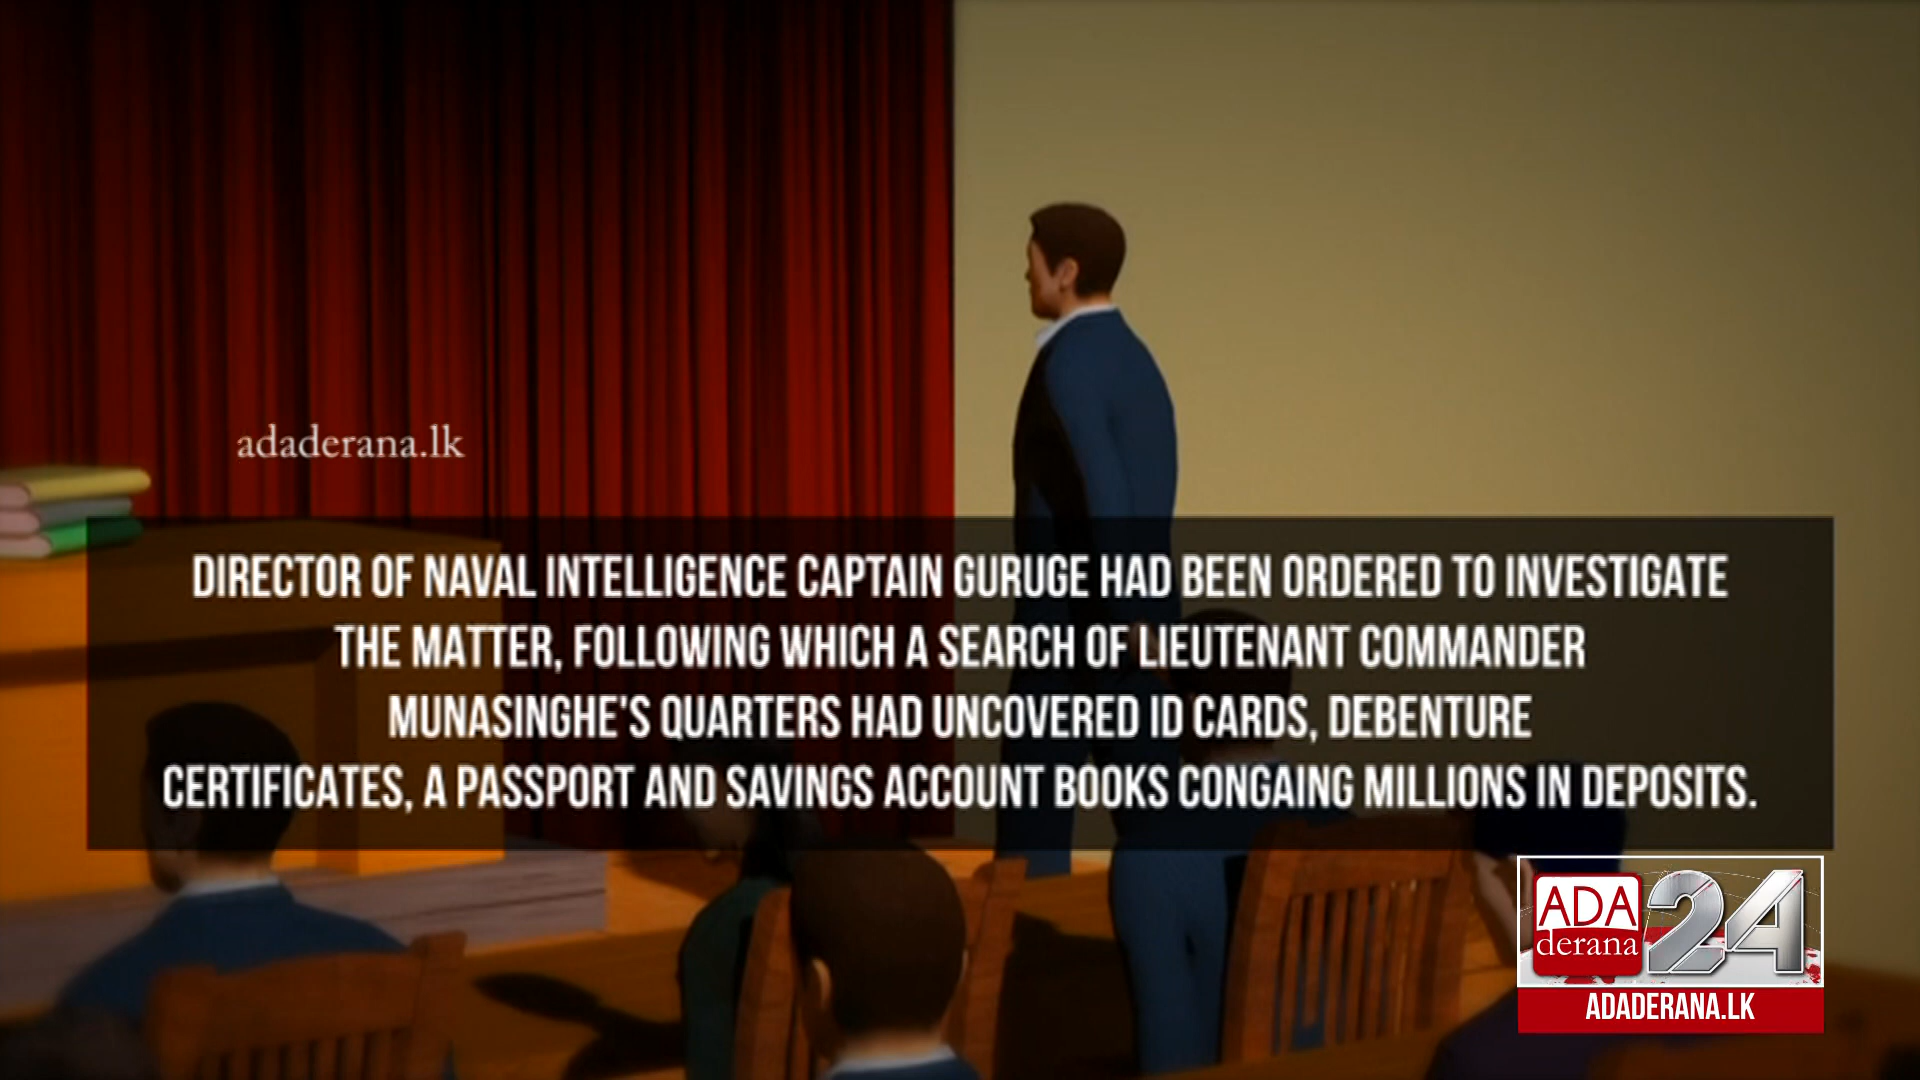 adaderana.lk
DIRECTOR OF NAVAL INTELLIGENCE CAPTAIN GURUGE HAD BEEN ORDERED TO INVESTIGATE
THE MATTER, FOLLOWING WHICH A SEARCH OF LIEUTENANT COMMANDER
MUNASINGHE'S QUARTERS HAD UNCOVERED ID CARDS, DEBENTURE
CERTIFICATES, A PASSPORT AND SAVINGS ACCOUNT BOOKS CONGAING MILLIONS IN DEPOSITS.
ADA
derana
24
ADADERANA.LK